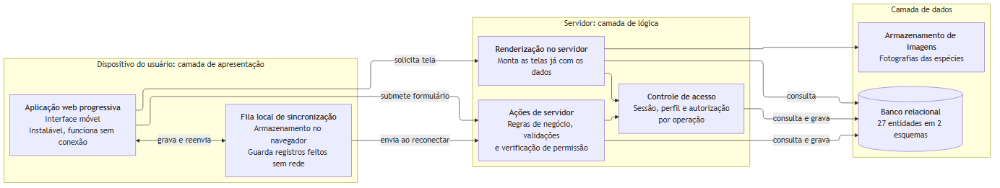 Dispositivo do usuário: camada de apresentação
Aplicação web progressiva
Interface móvel
Instalável, funciona sem
conexão
grava e reenvia
Fila local de sincronização
Armazenamento no
navegador
Guarda registros feitos
sem rede
solicita tela
submete formulário
envia ao reconectar
Servidor: camada de lógica
Renderização no servidor
Monta as telas já com os
dados
Ações de servidor
Regras de negócio,
validações
e verificação de permissão
Controle de acesso
Sessão, perfil e autorização
por operação
consulta
consulta e grava
consulta e grava
Camada de dados
Armazenamento de
imagens
Fotografias das espécies
Banco relacional
27 entidades em 2
esquemas